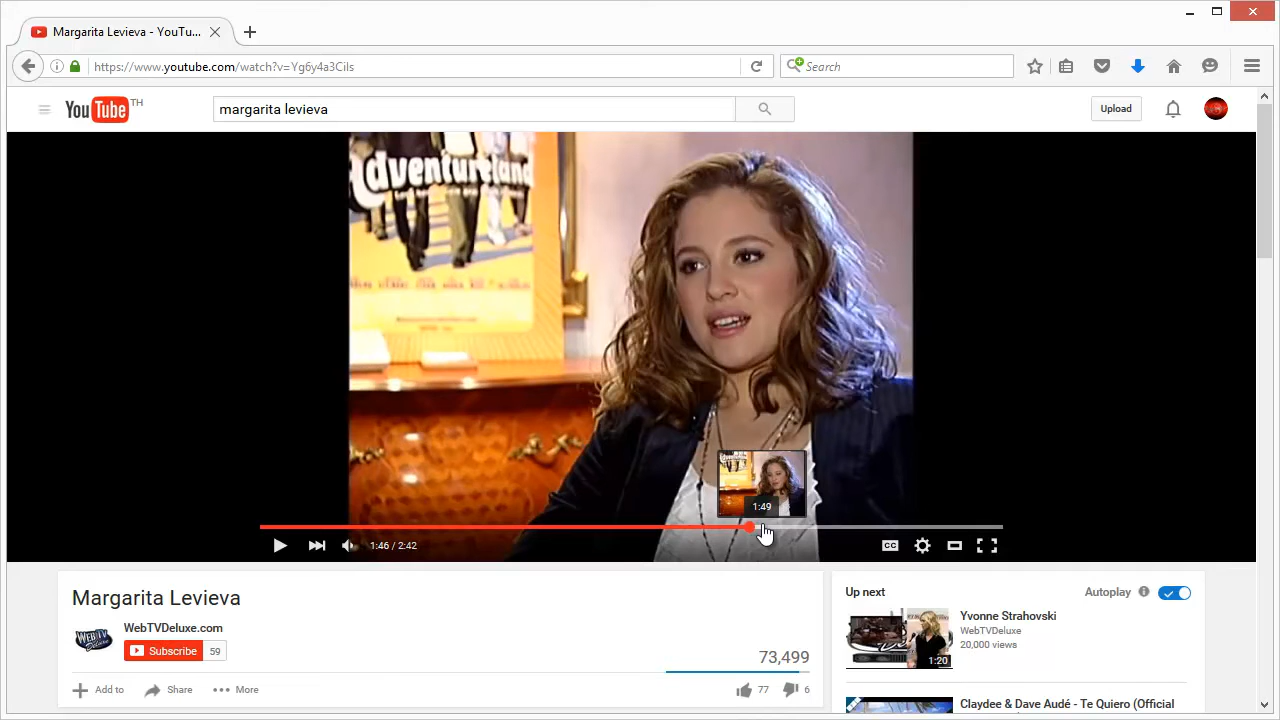 Margarita Levieva - YouTu...
https://www.youtube.com/watch?v=Yg6y4a3Cils
Search
YouTube TH
margarita levieva
Upload
Adventureland
1:49
1:46 / 2:42
CC
Margarita Levieva
WebTVDeluxe.com
Subscribe 59
73,499
Add to
Share
More
77
6
Up next
Autoplay
Yvonne Strahovski
WebTVDeluxe
20,000 views
1:20
Claydee & Dave Audé - Te Quiero (Official